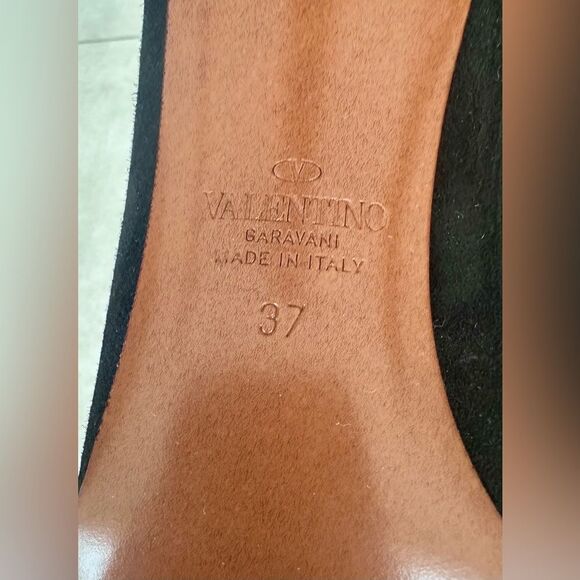 V
VALENTINO
GARAVANI
MADE IN ITALY
37